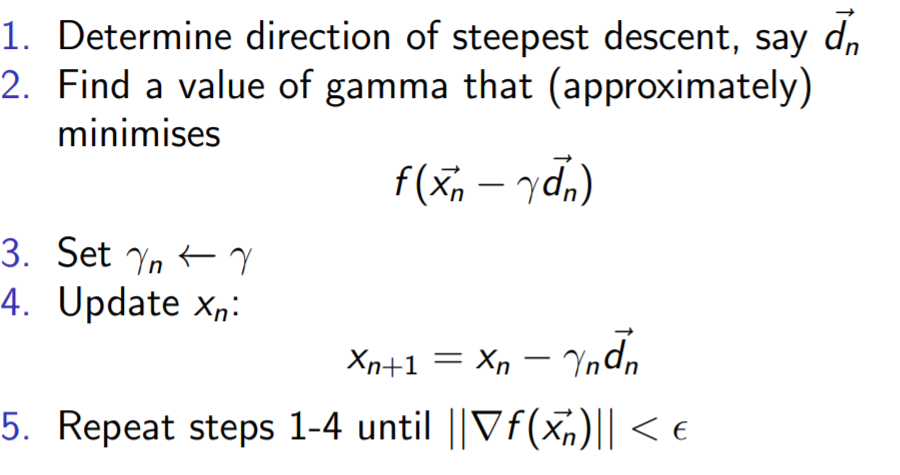 1. Determine direction of steepest descent, say $\vec{d_n}$
2. Find a value of gamma that (approximately)
minimises
$f(\vec{x_n} - \gamma \vec{d_n})$
3. Set $\gamma_n \leftarrow \gamma$
4. Update $x_n$:
$x_{n+1} = x_n - \gamma_n \vec{d_n}$
5. Repeat steps 1-4 until $||\nabla f(\vec{x_n})|| < \epsilon$